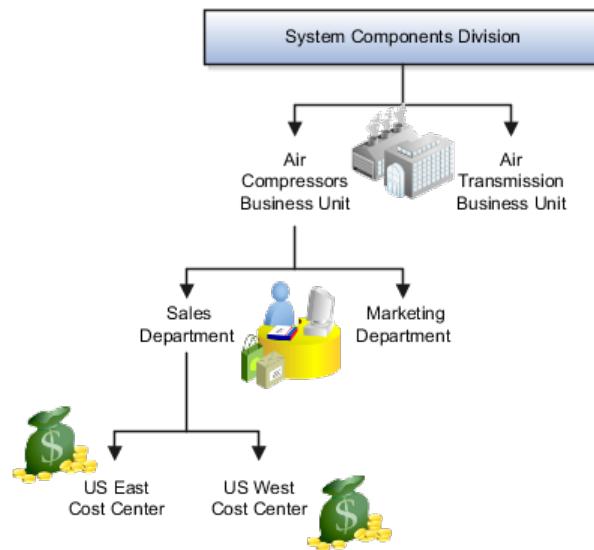 System Components Division
Air
Compressors
Business Unit
Air
Transmission
Business Unit
Sales
Department
Marketing
Department
$
US East
Cost Center
US West
Cost Center
$